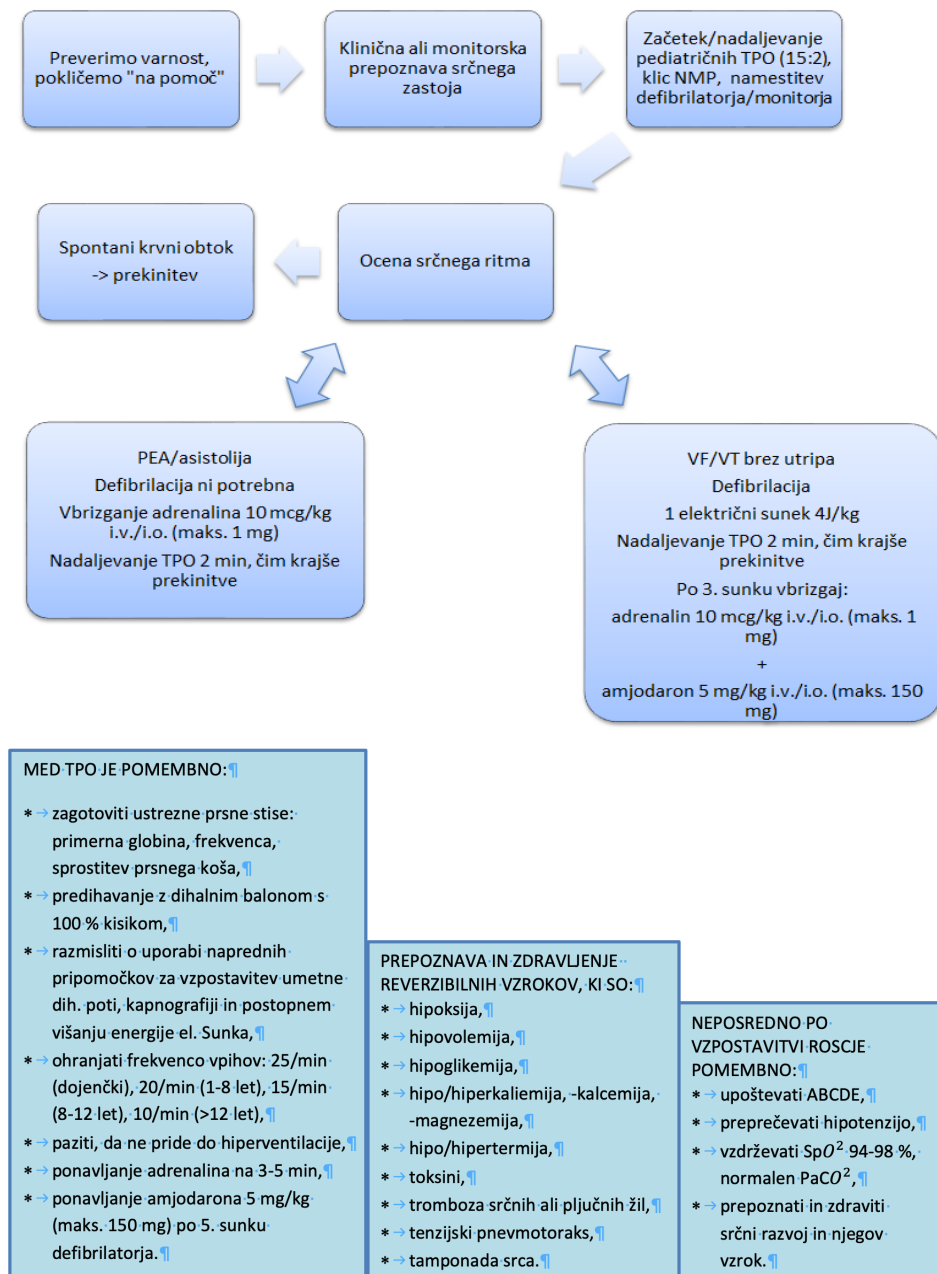 Preverimo varnost,
pokličemo "na pomoč"
Klinična ali monitorska
prepoznava srčnega
zastoja
Začetek/nadaljevanje
pediatričnih TPO (15:2),
klic NMP, namestitev
defibrilatorja/monitorja
Spontani krvni obtok
-> prekinitev
Ocena srčnega ritma
PEA/asistolija
Defibrilacija ni potrebna
Vbrizganje adrenalina 10 mcg/kg
i.v./i.o. (maks. 1 mg)
Nadaljevanje TPO 2 min, čim krajše
prekinitve
VF/VT brez utripa
Defibrilacija
1 električni sunek 4J/kg
Nadaljevanje TPO 2 min, čim krajše
prekinitve
Po 3. sunku vbrizgaj:
adrenalin 10 mcg/kg i.v./i.o. (maks. 1
mg)
+
amjodaron 5 mg/kg i.v./i.o. (maks. 150
mg)
MED·TPO·JE·POMEMBNO:¶
* → zagotoviti·ustrezne·prsne·stise:·
primerna·globina,·frekvenca,·
sprostitev·prsnega·koša,¶
* → predihavanje·z·dihalnim·balonom·s·
100·%·kisikom,¶
* → razmisliti·o·uporabi·naprednih·
pripomočkov·za·vzpostavitev·umetne·
dih.·poti,·kapnografiji·in·postopnem·
višanju·energije·el.·Sunka,¶
* → ohranjati·frekvenco·vpihov:·25/min·
(dojenčki),·20/min·(1-8·let),·15/min·
(8-12·let),·10/min·(>12·let),¶
* → paziti,·da·ne·pride·do·hiperventilacije,¶
* → ponavljanje·adrenalina·na·3-5·min,¶
* → ponavljanje·amjodarona·5·mg/kg·
(maks.·150·mg)·po·5.·sunku·
defibrilatorja.¶
PREPOZNAVA·IN·ZDRAVLJENJE·
REVERZIBILNIH·VZROKOV,·KI·SO:¶
* → hipoksija,¶
* → hipovolemija,¶
* → hipoglikemija,¶
* → hipo/hiperkaliemija,·-kalcemija,·
-magnezemija,¶
* → hipo/hipertermija,¶
* → toksini,¶
* → tromboza·srčnih·ali·pljučnih·žil,¶
* → tenzijski·pnevmotoraks,¶
* → tamponada·srca.¶
NEPOSREDNO·PO·
VZPOSTAVITVI·ROSCJE·
POMEMBNO:¶
* → upoštevati·ABCDE,¶
* → preprečevati·hipotenzijo,¶
* → vzdrževati·SpO²·94-98·%,·
normalen·PaCO²,¶
* → prepoznati·in·zdraviti·
srčni·razvoj·in·njegov·
vzrok.¶